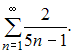 ∞
∑ 2/(5n − 1).
n=1